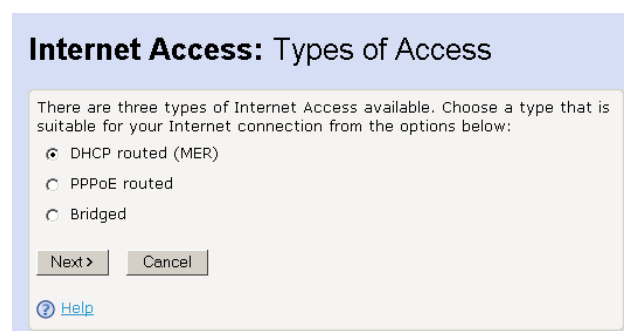 Internet Access: Types of Access
There are three types of Internet Access available. Choose a type that is
suitable for your Internet connection from the options below:
DHCP routed (MER)
PPPoE routed
Bridged
Next> Cancel
? Help